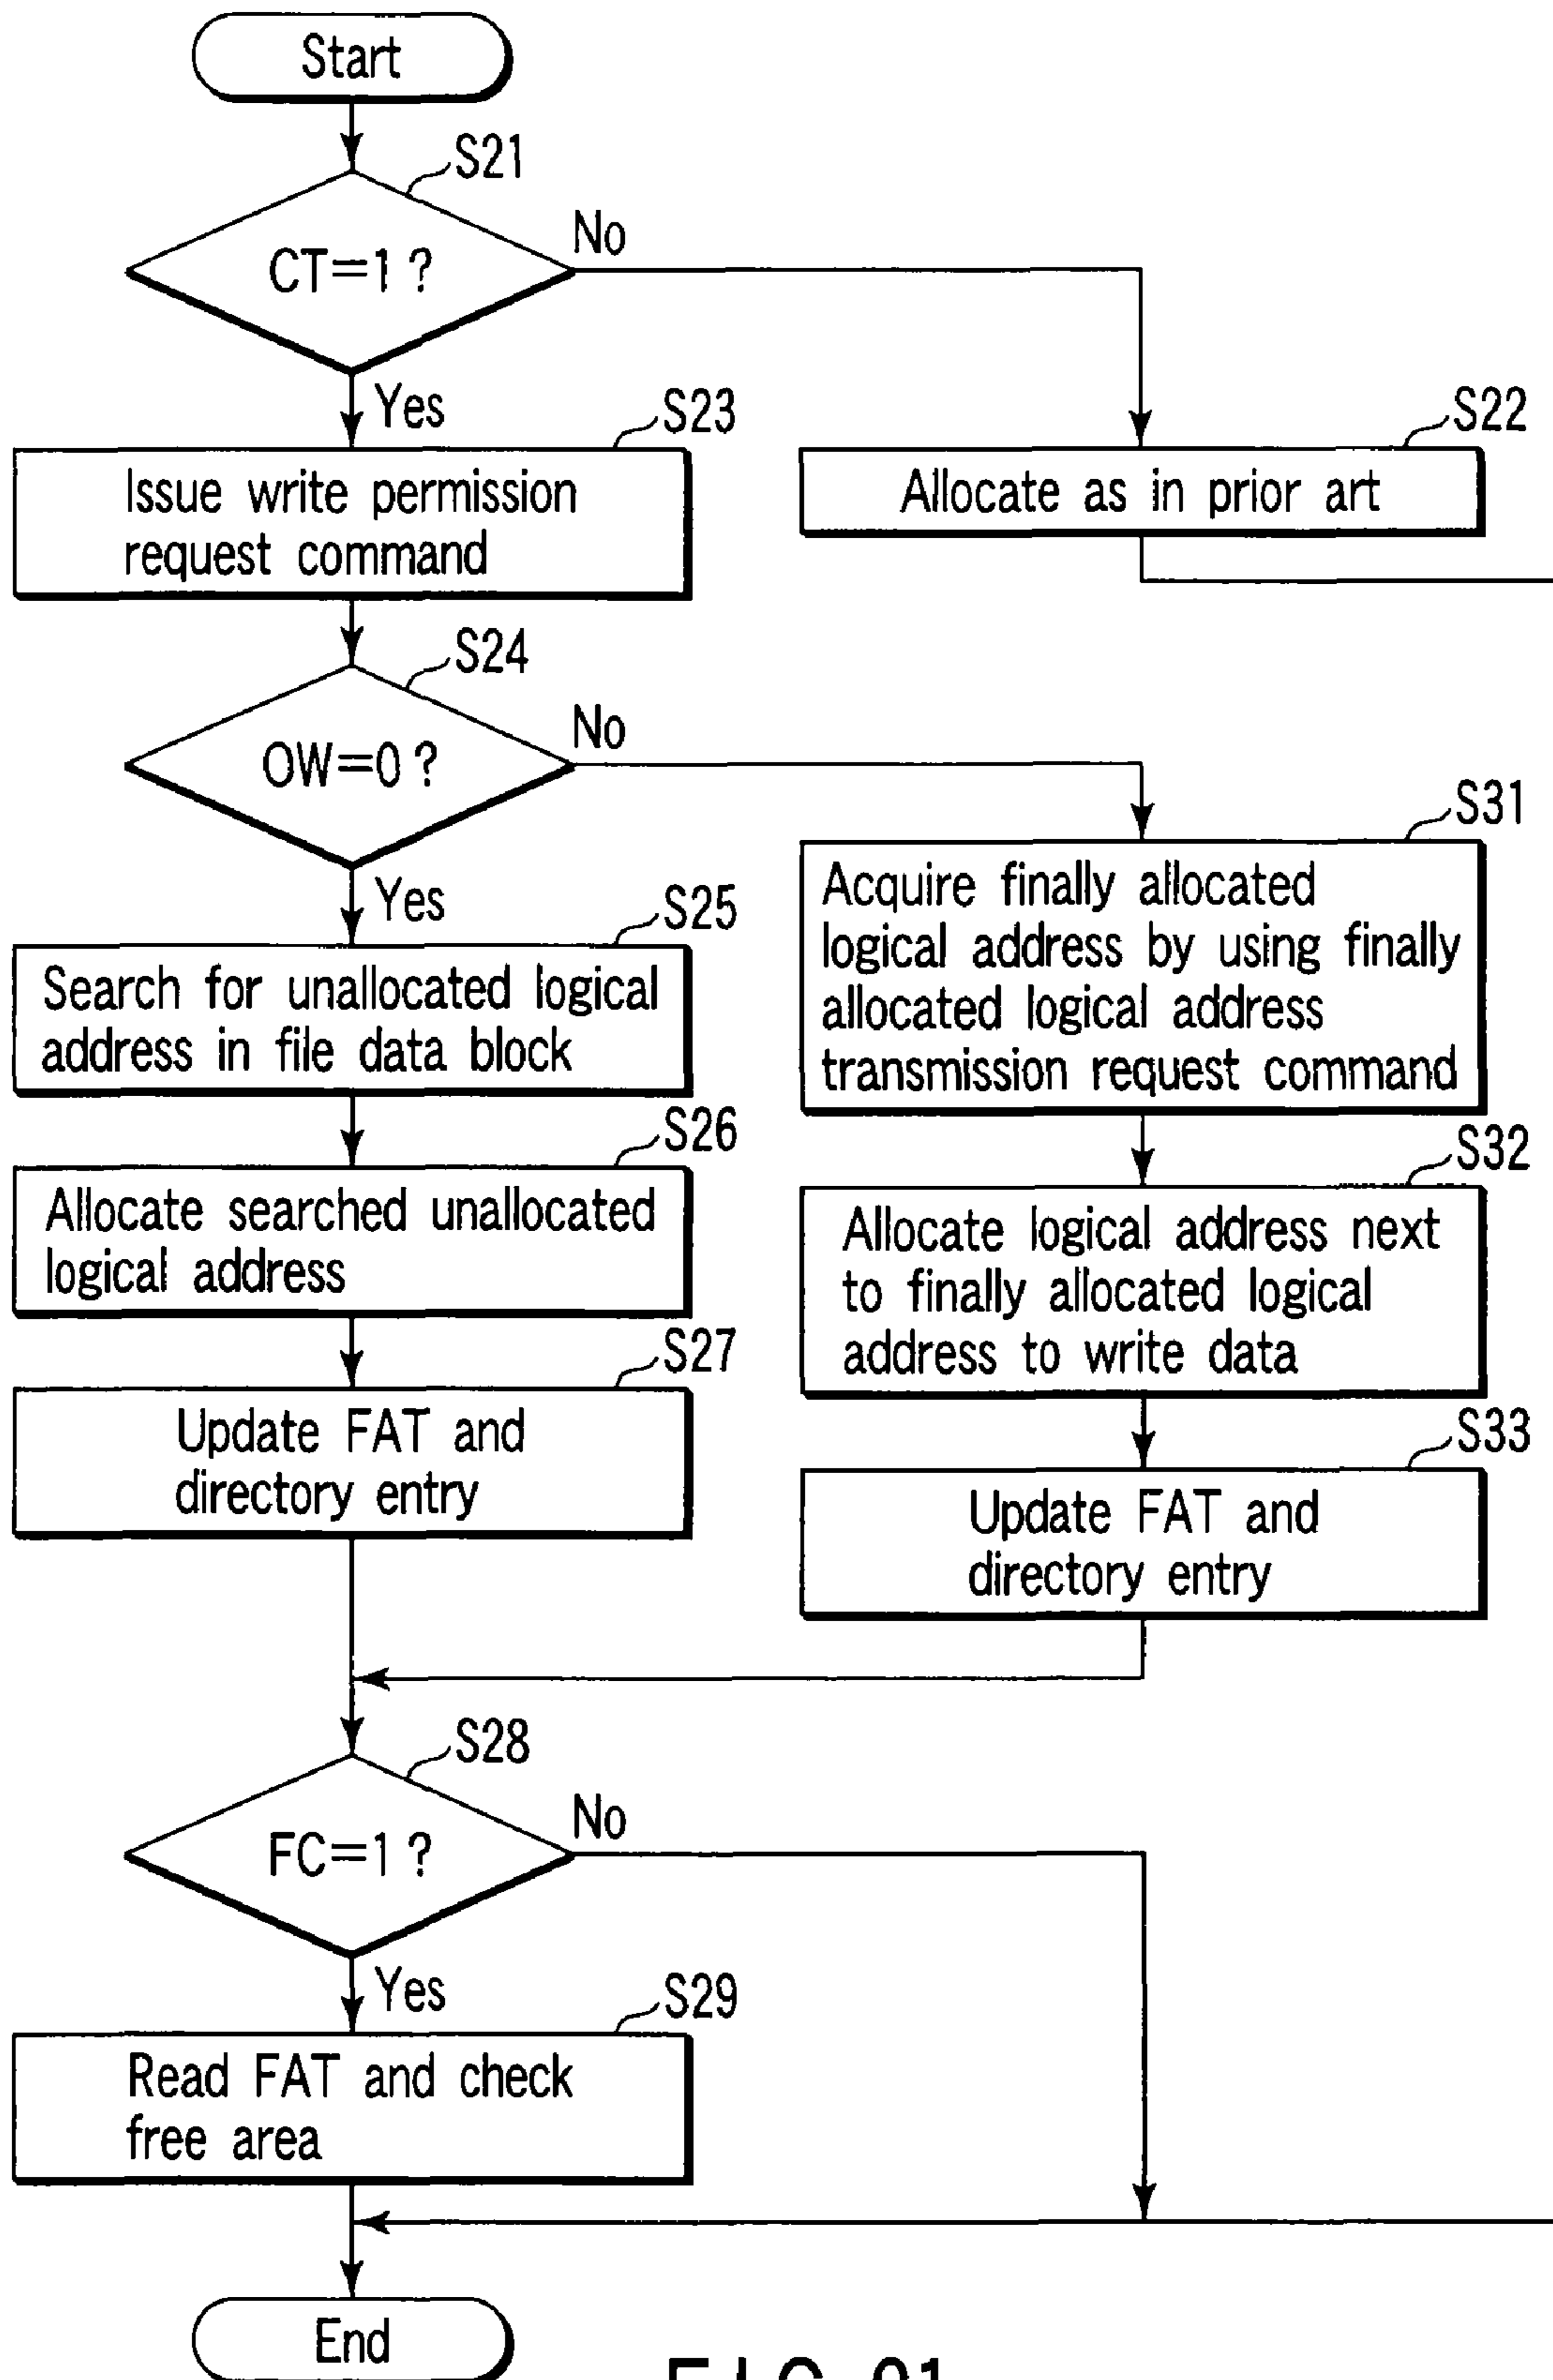 Start
S21
CT=1 ?
No
Yes
S23
Issue write permission
request command
S22
Allocate as in prior art
S24
OW=0 ?
No
Yes
S25
Search for unallocated logical
address in file data block
S31
Acquire finally allocated
logical address by using finally
allocated logical address
transmission request command
S26
Allocate searched unallocated
logical address
S32
Allocate logical address next
to finally allocated logical
address to write data
S27
Update FAT and
directory entry
S33
Update FAT and
directory entry
S28
FC=1 ?
No
Yes
S29
Read FAT and check
free area
End